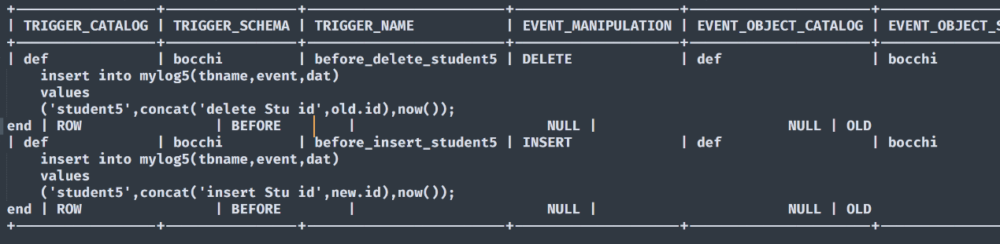 +--------------------+-----------------+--------------------------+--------------------+----------------------+---------------
| TRIGGER_CATALOG | TRIGGER_SCHEMA | TRIGGER_NAME | EVENT_MANIPULATION | EVENT_OBJECT_CATALOG | EVENT_OBJECT_S
+--------------------+-----------------+--------------------------+--------------------+----------------------+---------------
| def | bocchi | before_delete_student5 | DELETE | def | bocchi
insert into mylog5(tbname,event,dat)
values
('student5',concat('delete Stu id',old.id),now());
end | ROW | BEFORE | NULL | NULL | OLD
| def | bocchi | before_insert_student5 | INSERT | def | bocchi
insert into mylog5(tbname,event,dat)
values
('student5',concat('insert Stu id',new.id),now());
end | ROW | BEFORE | NULL | NULL | OLD
+--------------------+-----------------+--------------------------+--------------------+----------------------+---------------